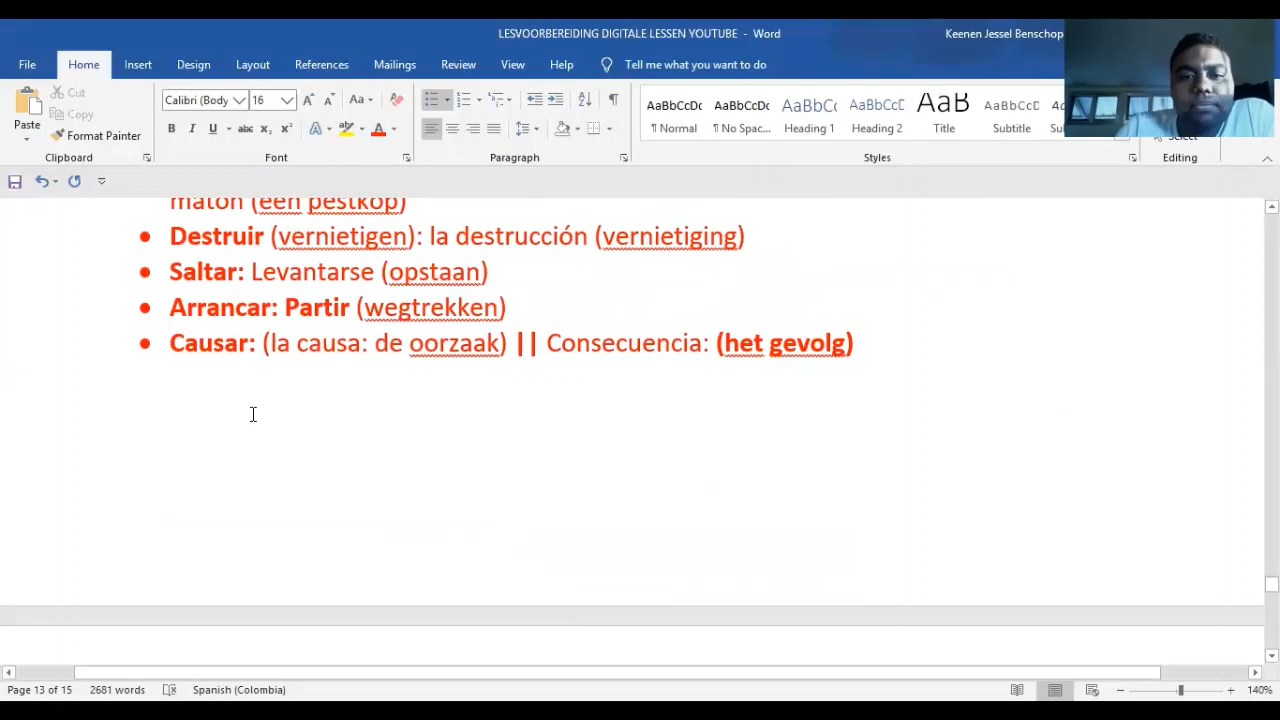 LESVOORBEREIDING DIGITALE LESSEN YOUTUBE - Word
Keenen Jessel Benschop
File Home Insert Design Layout References Mailings Review View Help Tell me what you want to do
Paste
Cut
Copy
Format Painter
Calibri (Body 16
AaBbCcDc AaBbCcDc AaBbCc AaBbCcD AaB AaBbCcD
¶ Normal ¶ No Spac... Heading 1 Heading 2 Title Subtitle
Clipboard Font Paragraph Styles Editing
matón (een pestkop)
• Destruir (vernietigen): la destrucción (vernietiging)
• Saltar: Levantarse (opstaan)
• Arrancar: Partir (wegtrekken)
• Causar: (la causa: de oorzaak) || Consecuencia: (het gevolg)
Page 13 of 15 2681 words Spanish (Colombia) 140%